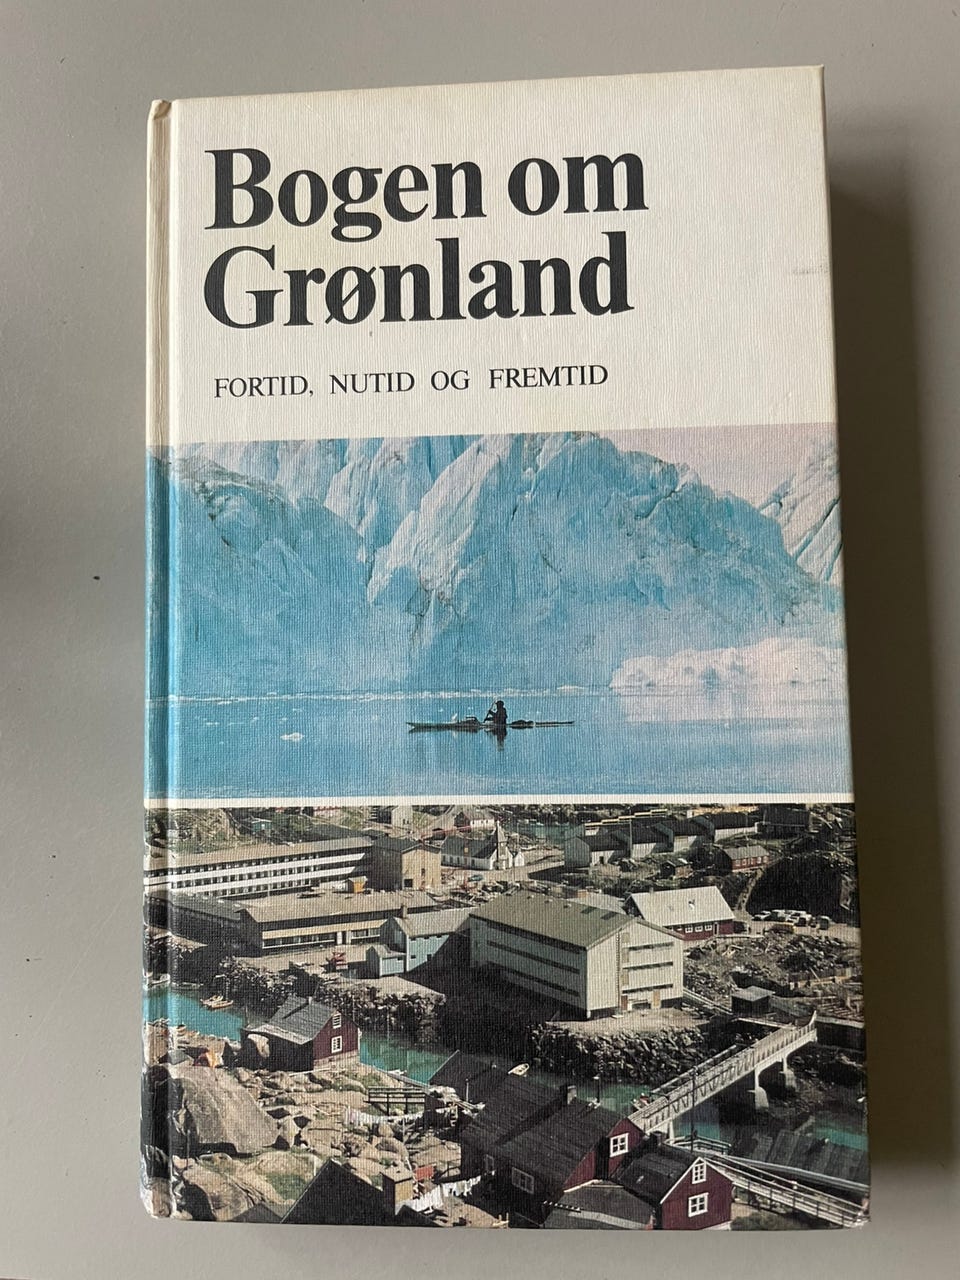 Bogen om
Grønland
FORTID, NUTID OG FREMTID